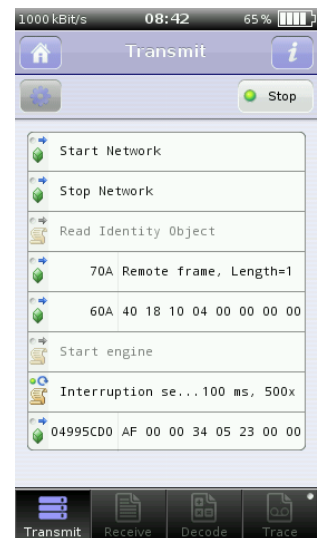 1000 kBit/s 08:42 65%
Transmit
Stop
Start Network
Stop Network
Read Identity Object
70A Remote frame, Length=1
60A 40 18 10 04 00 00 00 00
Start engine
Interruption se...100 ms, 500x
04995CD0 AF 00 00 34 05 23 00 00
Transmit Receive Decode Trace